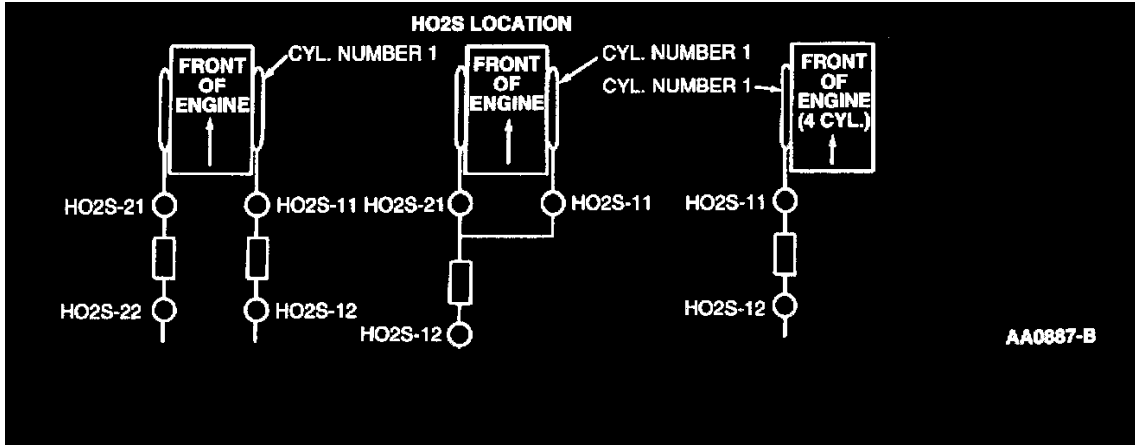 HO2S LOCATION
FRONT
OF
ENGINE
CYL. NUMBER 1
HO2S-21
HO2S-11
HO2S-22
HO2S-12
FRONT
OF
ENGINE
CYL. NUMBER 1
HO2S-21
HO2S-11
HO2S-12
CYL. NUMBER 1
FRONT
OF
ENGINE
(4 CYL.)
HO2S-11
HO2S-12
AA0887-B